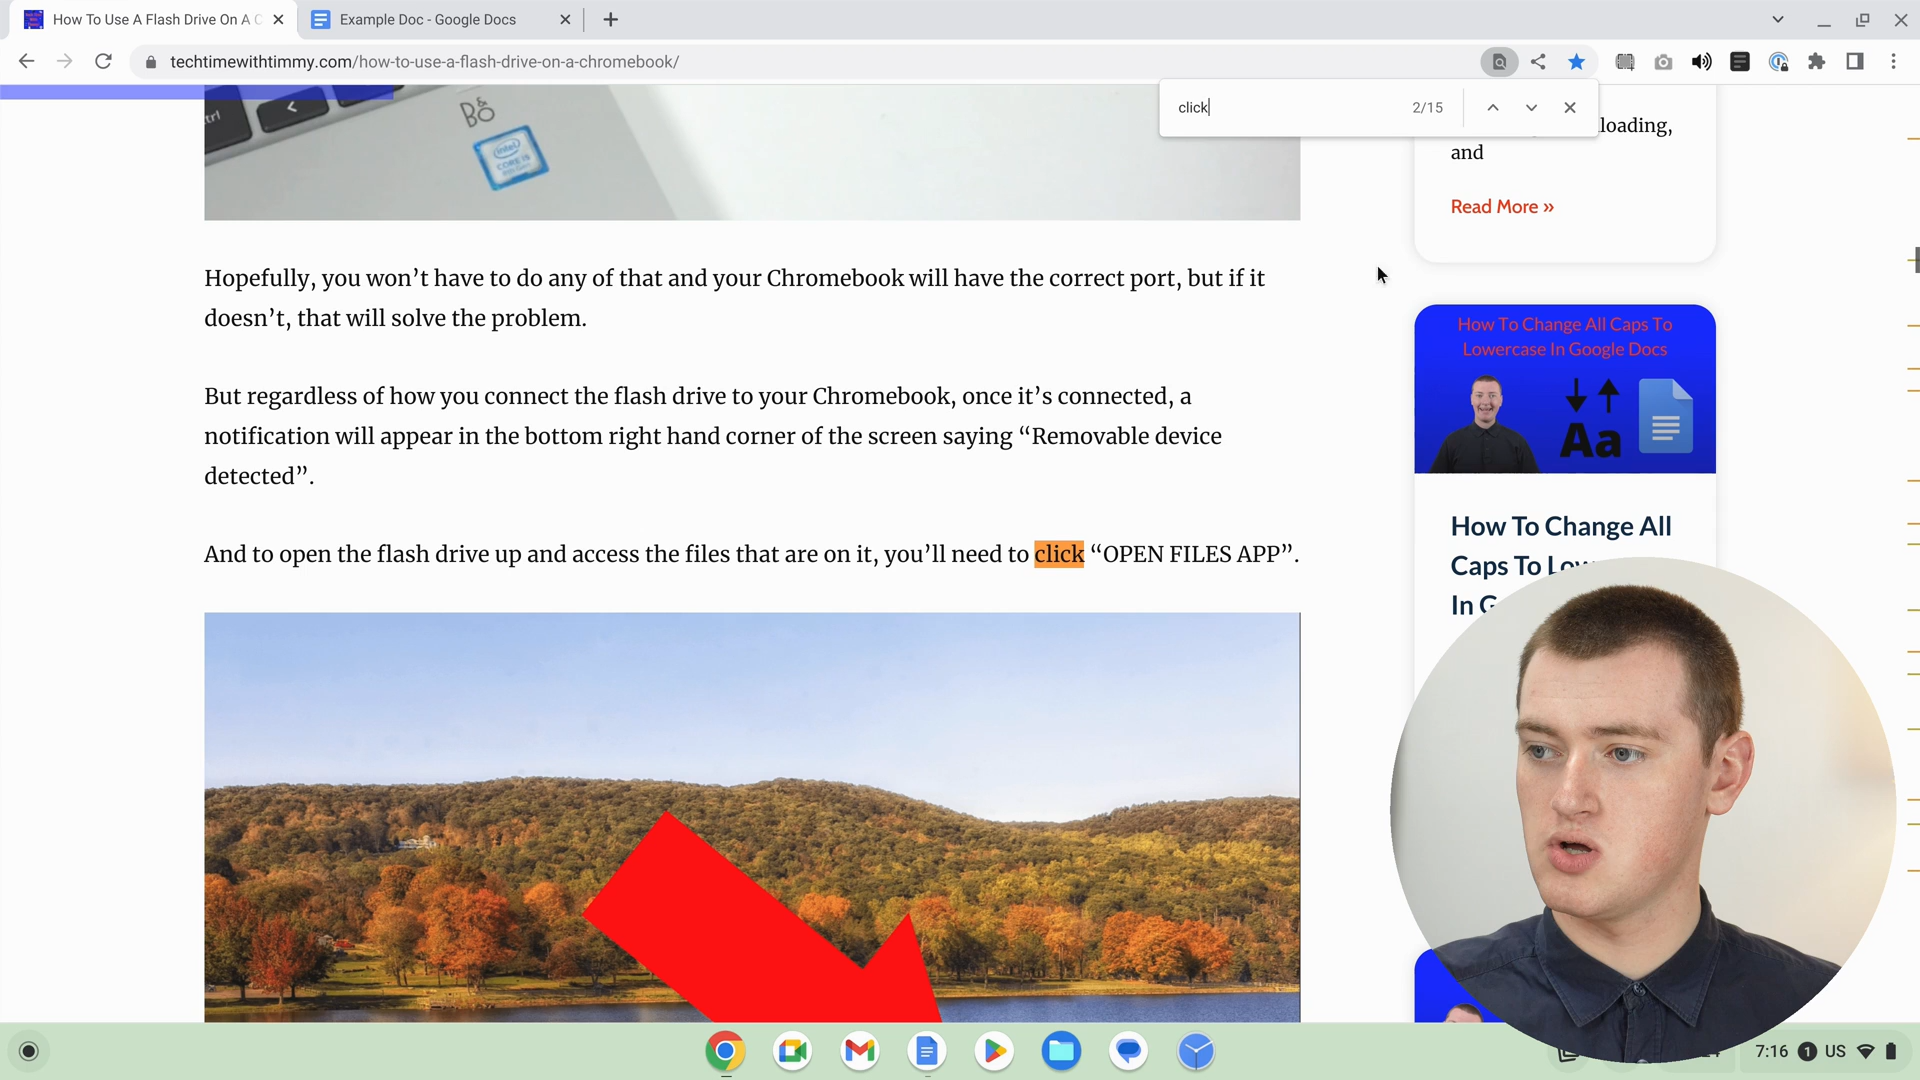 How To Use A Flash Drive On A C
Example Doc - Google Docs
techtimewithtimmy.com/how-to-use-a-flash-drive-on-a-chromebook/
click
2/15
ctrl
B&O
intel
CORE i5
loading,
and
Read More »
Hopefully, you won’t have to do any of that and your Chromebook will have the correct port, but if it
doesn’t, that will solve the problem.
But regardless of how you connect the flash drive to your Chromebook, once it’s connected, a
notification will appear in the bottom right hand corner of the screen saying “Removable device
detected”.
And to open the flash drive up and access the files that are on it, you’ll need to click “OPEN FILES APP”.
How To Change All Caps To
Lowercase In Google Docs
Aa
How To Change All
Caps To
In
7:16
1
US